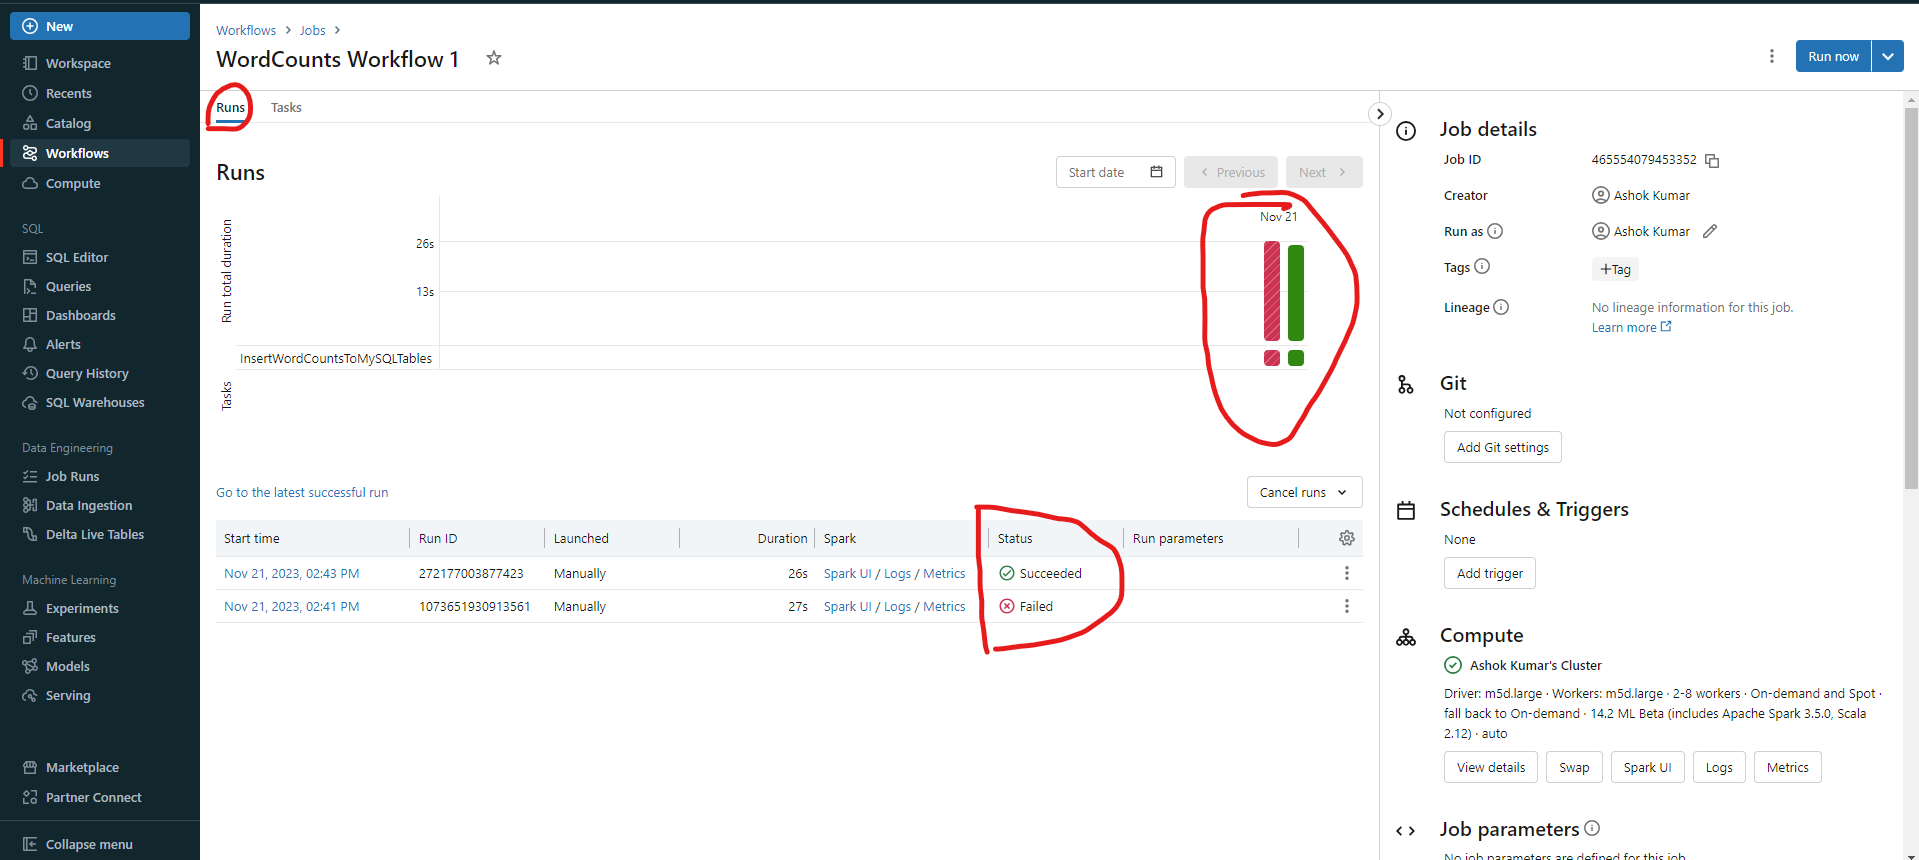 New
Workspace
Recents
Catalog
Workflows
Compute
SQL
SQL Editor
Queries
Dashboards
Alerts
Query History
SQL Warehouses
Data Engineering
Job Runs
Data Ingestion
Delta Live Tables
Machine Learning
Experiments
Features
Models
Serving
Marketplace
Partner Connect
Collapse menu
Workflows > Jobs >
WordCounts Workflow 1
Run now
Runs Tasks
Runs
Start date Previous Next
Nov 21
Run total duration
26s
13s
InsertWordCountsToMySQLTables
Tasks
Go to the latest successful run
Cancel runs
Start time Run ID Launched Duration Spark Status Run parameters
Nov 21, 2023, 02:43 PM 272177003877423 Manually 26s Spark UI / Logs / Metrics Succeeded
Nov 21, 2023, 02:41 PM 1073651930913561 Manually 27s Spark UI / Logs / Metrics Failed
Job details
Job ID 465554079453352
Creator Ashok Kumar
Run as Ashok Kumar
Tags +Tag
Lineage No lineage information for this job.
Learn more
Git
Not configured
Add Git settings
Schedules & Triggers
None
Add trigger
Compute
Ashok Kumar's Cluster
Driver: m5d.large · Workers: m5d.large · 2-8 workers · On-demand and Spot ·
fall back to On-demand · 14.2 ML Beta (includes Apache Spark 3.5.0, Scala
2.12) · auto
View details Swap Spark UI Logs Metrics
Job parameters
No job parameters are defined for this job